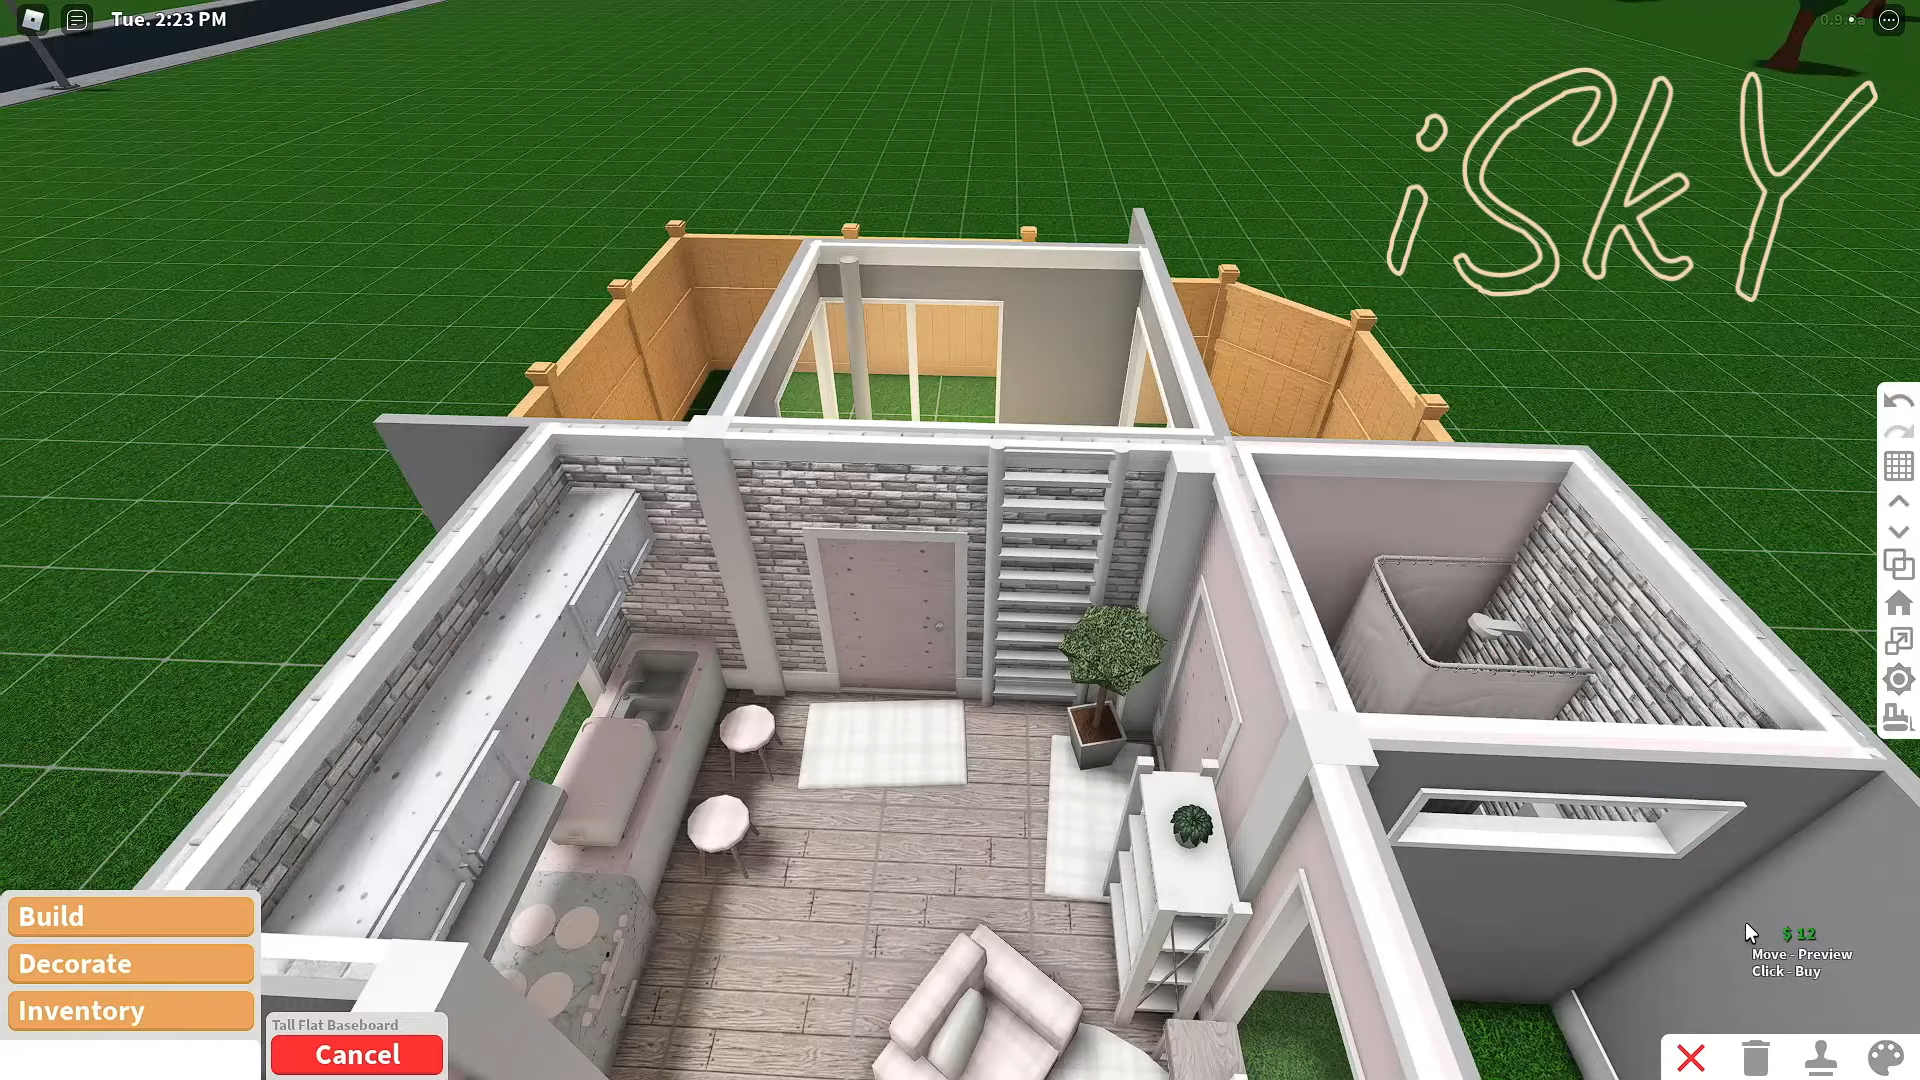 Tue. 2:23 PM
iSkY
Build
Decorate
Inventory
Tall Flat Baseboard
Cancel
$ 12
Move - Preview
Click - Buy